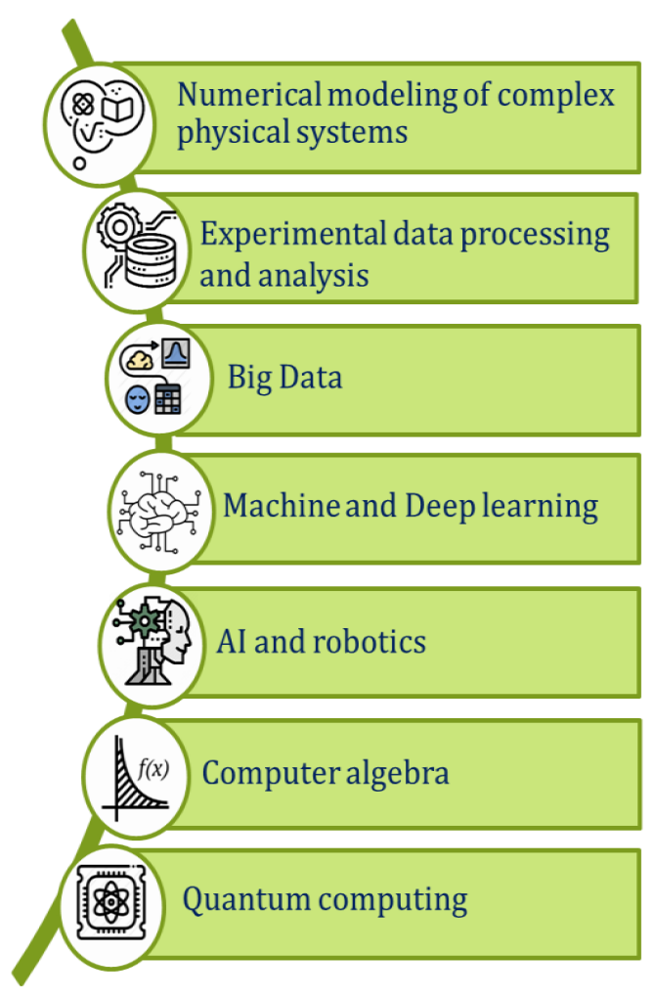 Numerical modeling of complex
physical systems
Experimental data processing
and analysis
Big Data
Machine and Deep learning
AI and robotics
f(x)
Computer algebra
Quantum computing